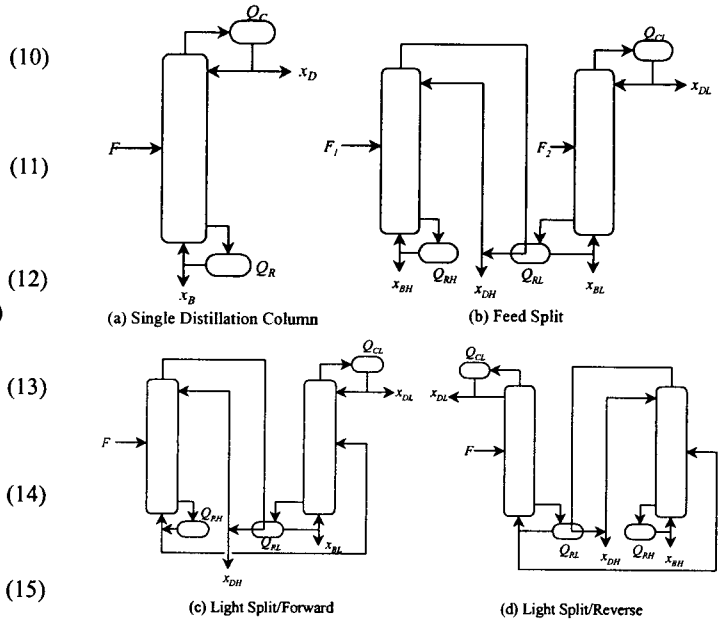 (10)
(11)
(12)
)
(13)
(14)
(15)
Q_C
x_D
F
Q_R
x_B
(a) Single Distillation Column
Q_CL
x_DL
F_1
F_2
Q_RH
Q_RL
x_BH
x_DH
x_BL
(b) Feed Split
Q_CL
x_DL
F
Q_RH
Q_RL
x_BL
x_DH
(c) Light Split/Forward
Q_CL
x_DL
F
Q_RL
Q_RH
x_DH
x_BH
(d) Light Split/Reverse